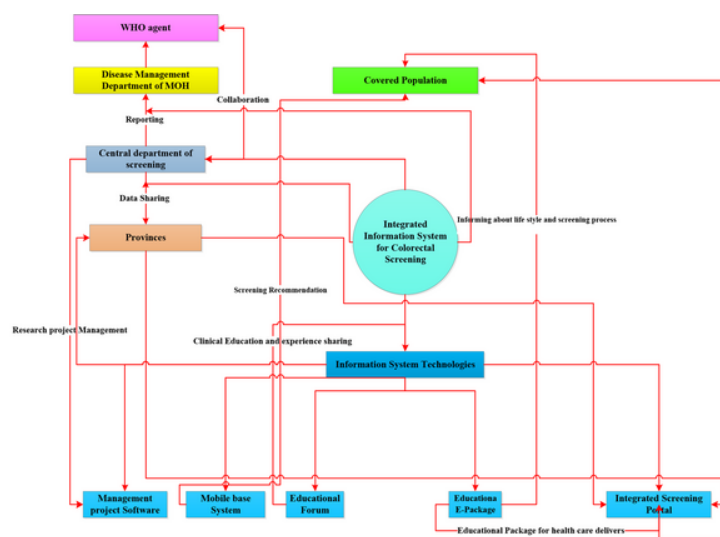 WHO agent
Disease Management
Department of MOH
Covered Population
Collaboration
Reporting
Central department of
screening
Data Sharing
Provinces
Integrated
Information System
for Colorectal
Screening
Informing about life style and screening process
Screening Recommendation
Research project Management
Clinical Education and experience sharing
Information System Technologies
Management
project Software
Mobile base
System
Educational
Forum
Educationa
E-Package
Integrated Screening
Portal
Educational Package for health care delivers